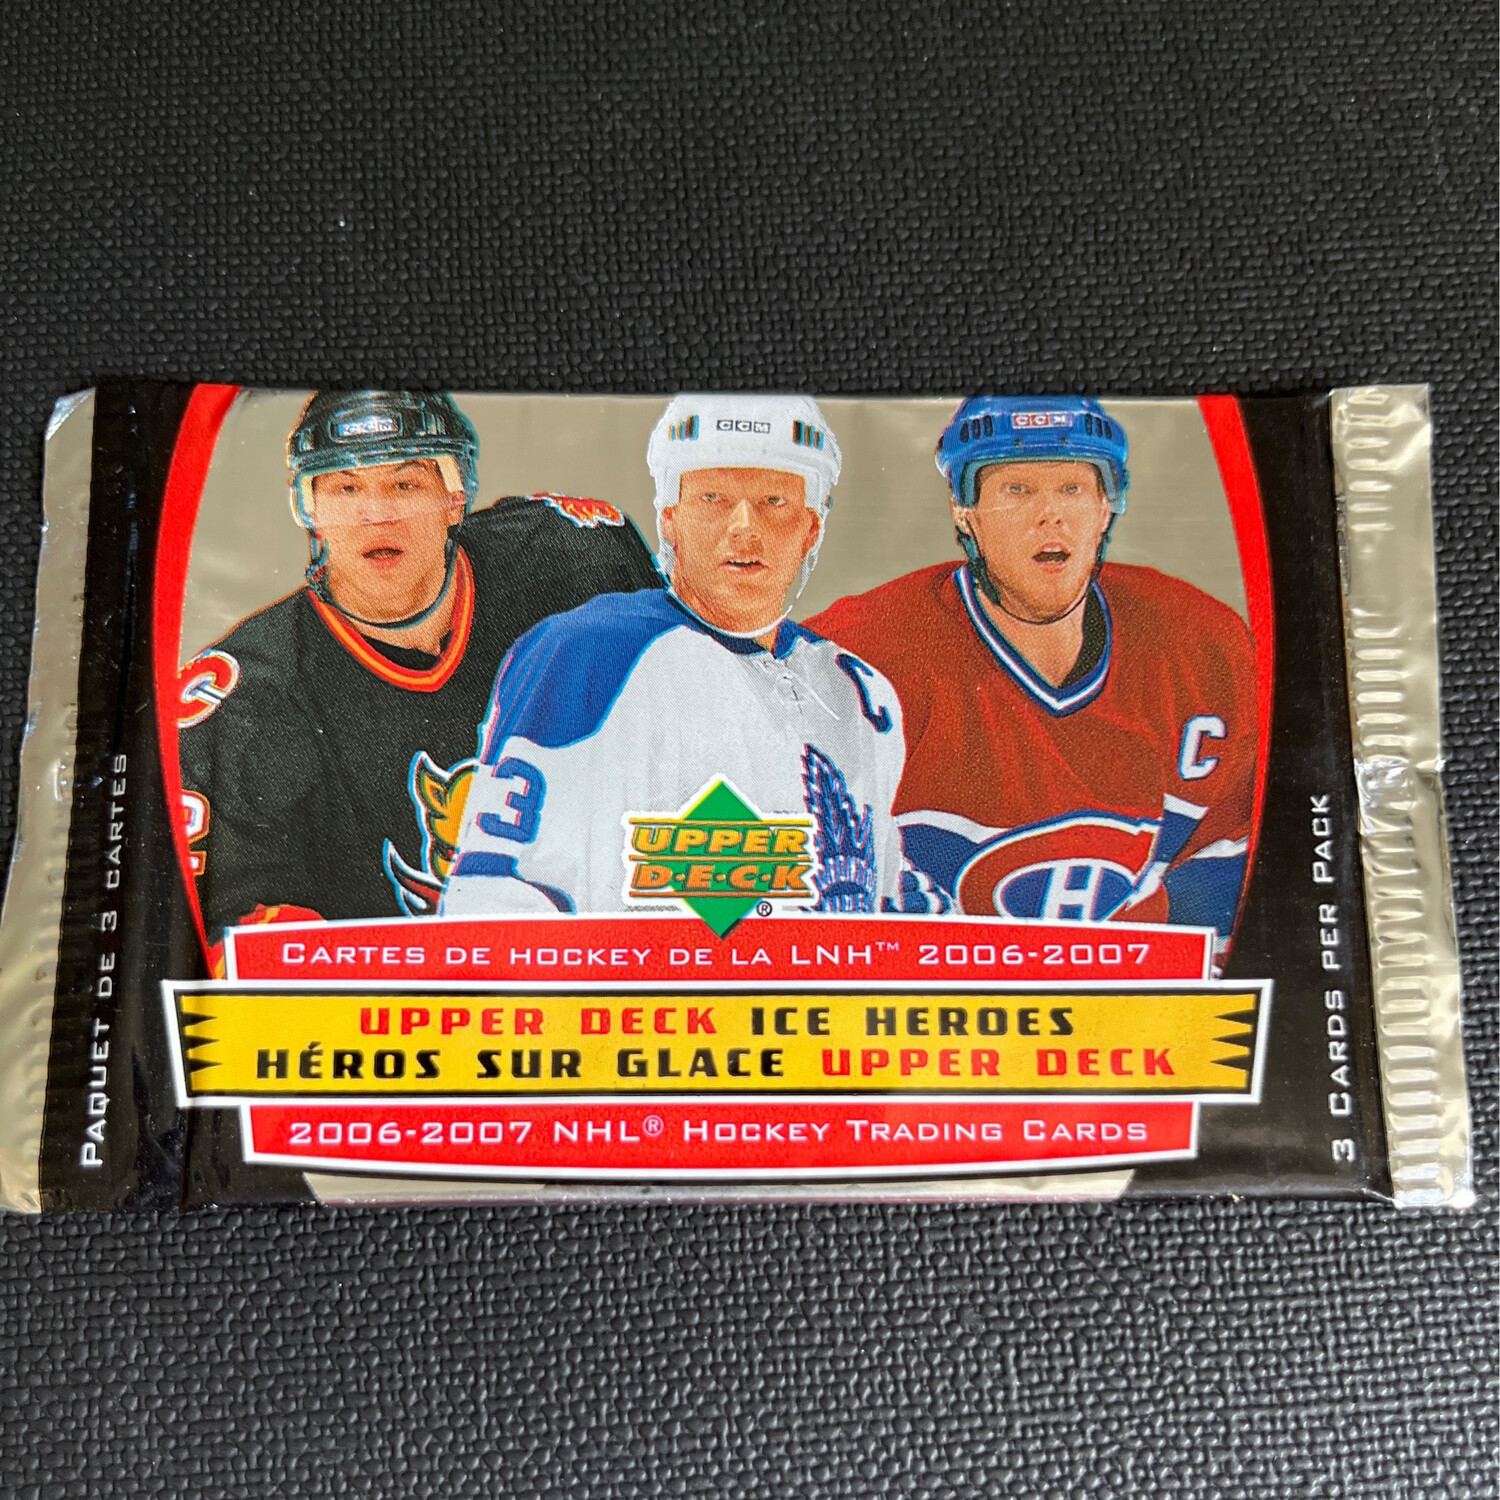 CCM
CCM
CCM
C
C
C
3
UPPER
D·E·C·K
®
CARTES DE HOCKEY DE LA LNH™ 2006-2007
UPPER DECK ICE HEROES
HÉROS SUR GLACE UPPER DECK
2006-2007 NHL® HOCKEY TRADING CARDS
PAQUET DE 3 CARTES
3 CARDS PER PACK